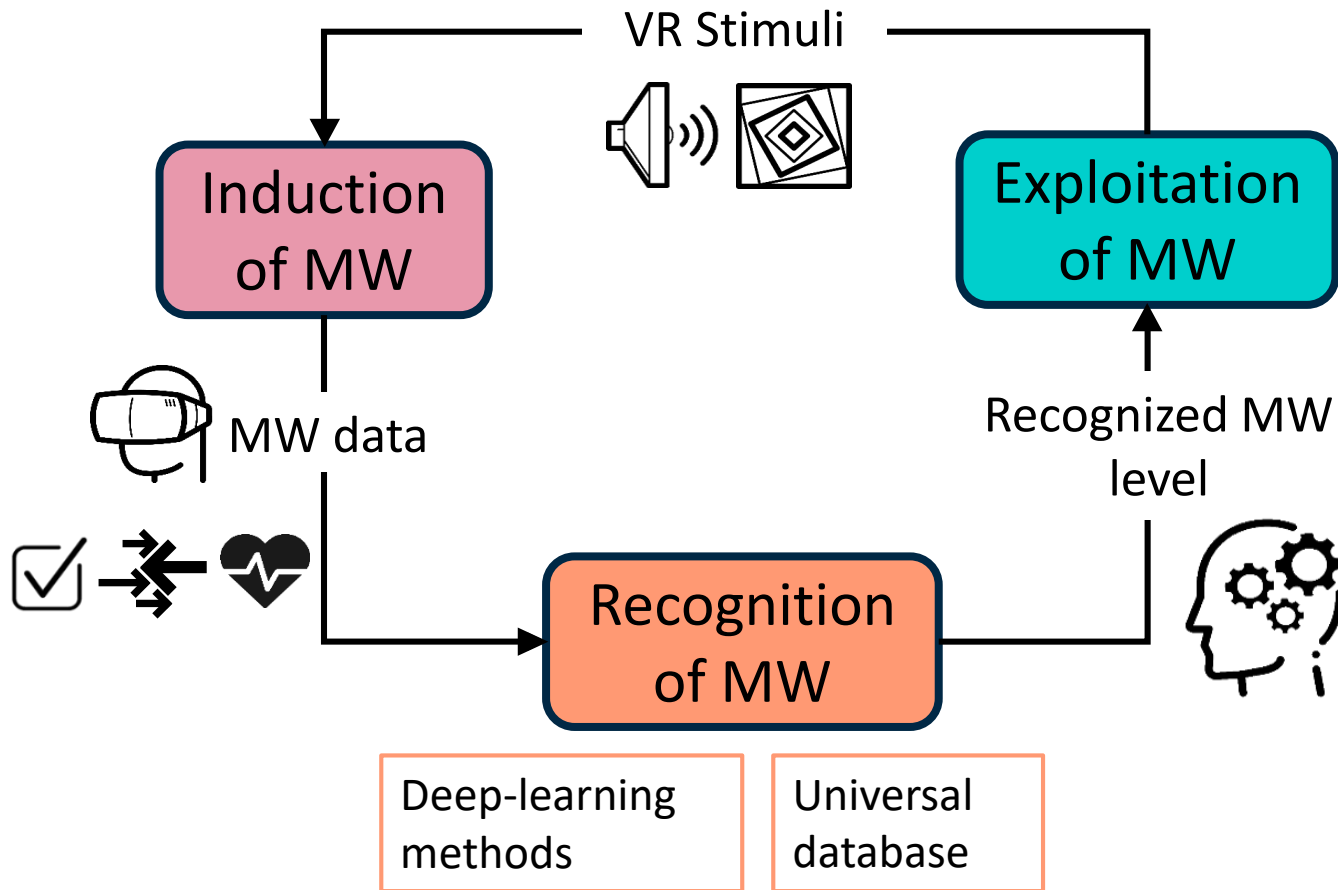 VR Stimuli
Induction
of MW
Exploitation
of MW
MW data
Recognized MW
level
Recognition
of MW
Deep-learning
methods
Universal
database